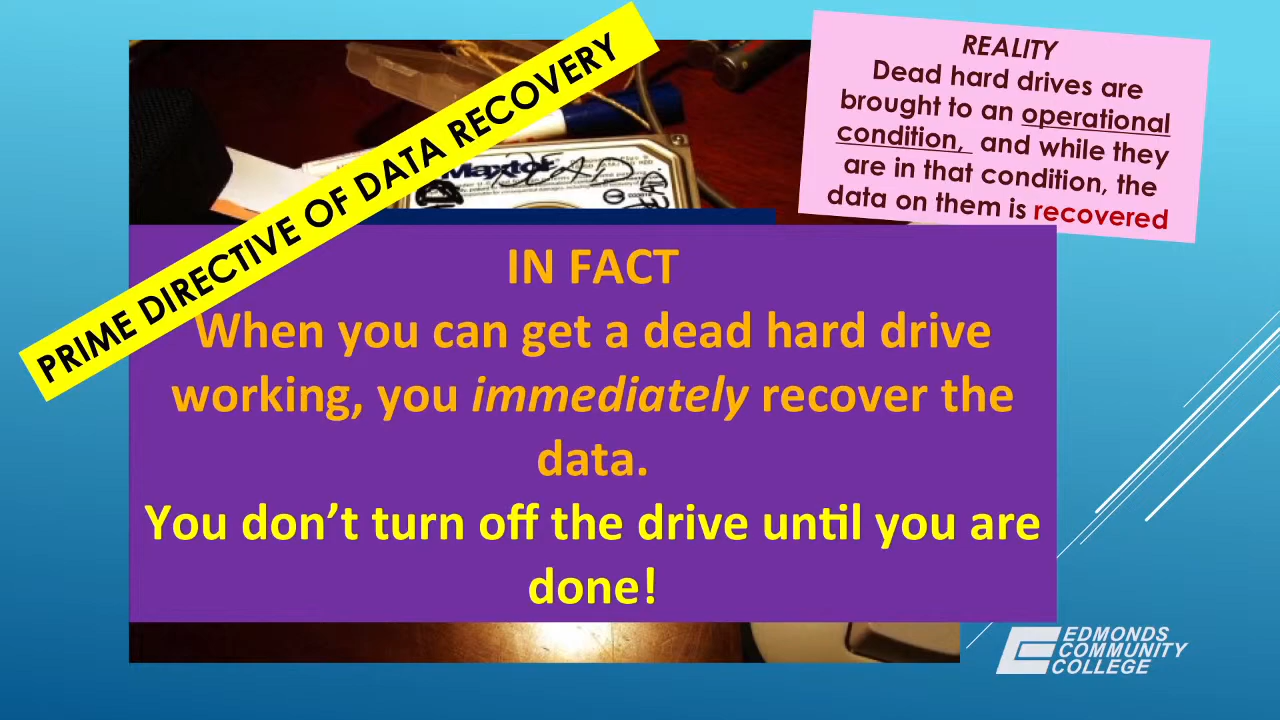 PRIME DIRECTIVE OF DATA RECOVERY
REALITY
Dead hard drives are
brought to an operational
condition, and while they
are in that condition, the
data on them is recovered
Maxtor
DEAD
IN FACT
When you can get a dead hard drive
working, you immediately recover the
data.
You don’t turn off the drive until you are
done!
EDMONDS
COMMUNITY
COLLEGE